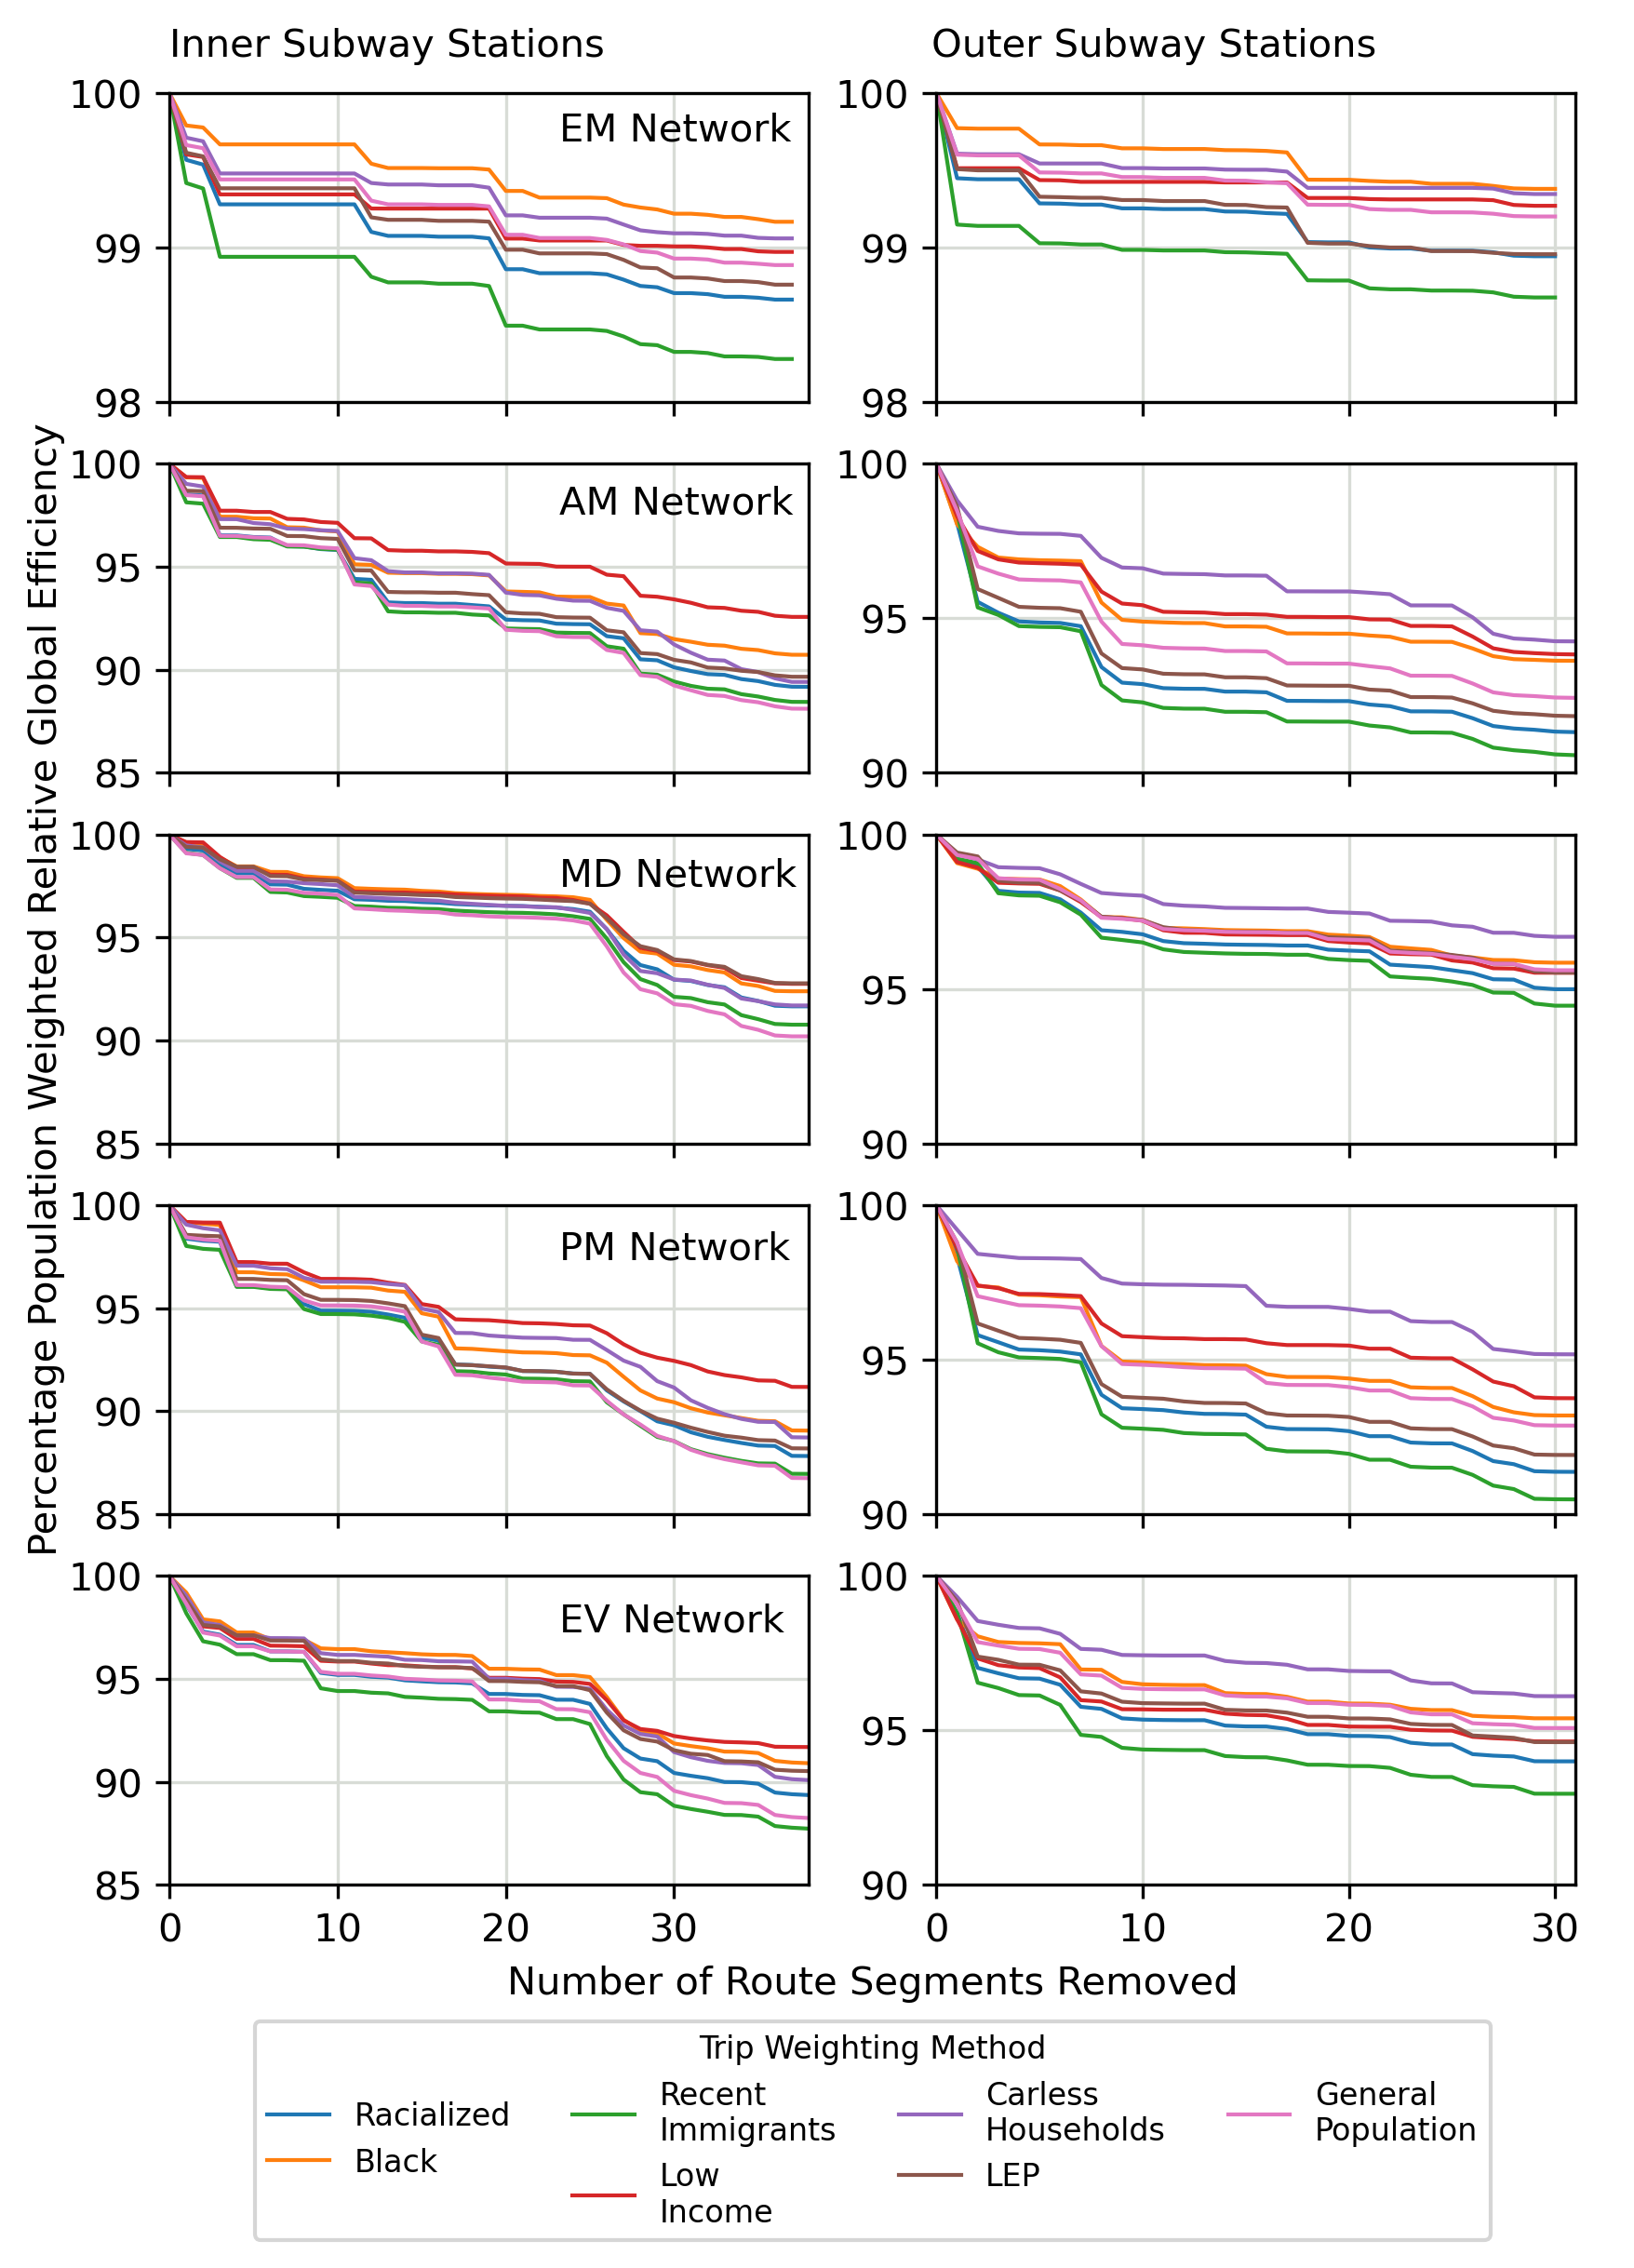 Inner Subway Stations
Outer Subway Stations
100
99
98
EM Network
100
99
98
100
95
90
85
AM Network
100
95
90
100
95
90
85
MD Network
100
95
90
100
95
90
85
PM Network
100
95
90
100
95
90
85
EV Network
100
95
90
0 10 20 30
0 10 20 30
Percentage Population Weighted Relative Global Efficiency
Number of Route Segments Removed
Trip Weighting Method
Racialized
Black
Recent
Immigrants
Low
Income
Carless
Households
LEP
General
Population